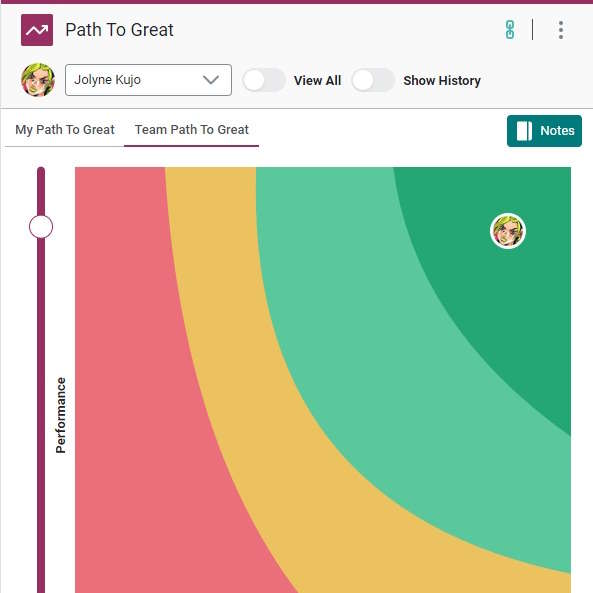 Path To Great
Jolyne Kujo
View All
Show History
My Path To Great
Team Path To Great
Notes
Performance